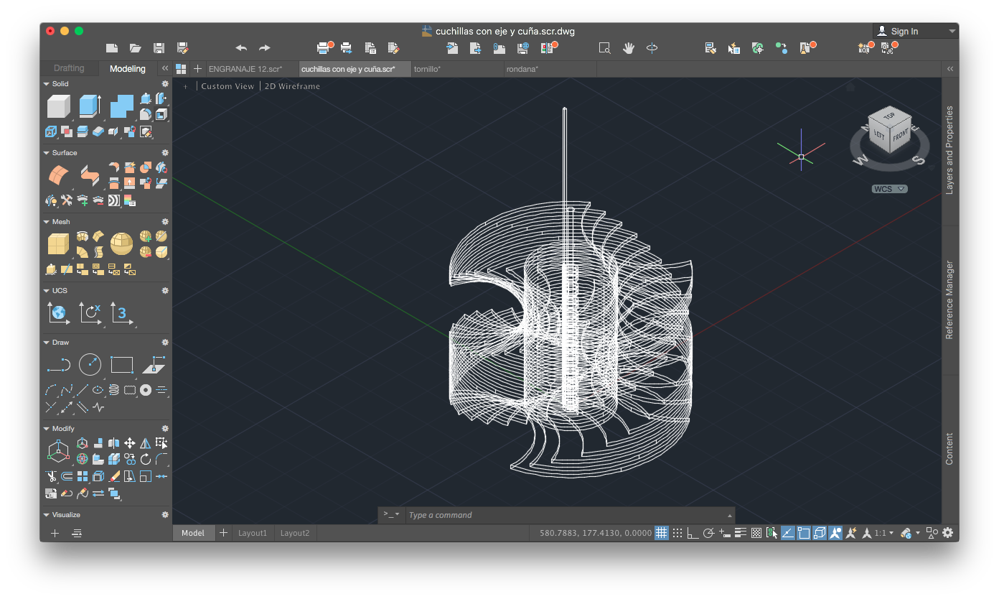 cuchillas con eje y cuña.scr.dwg
Sign In
Drafting
Modeling
ENGRANAJE 12.scr*
cuchillas con eje y cuña.scr*
tornillo*
rondana*
Solid
+ | Custom View | 2D Wireframe
TOP
LEFT
FRONT
N
E
W
S
WCS
Surface
Mesh
UCS
X
3
Draw
Modify
Visualize
Layers and Properties
Reference Manager
Content
>_
Type a command
Model
Layout1
Layout2
580.7883, 177.4130, 0.0000
1:1